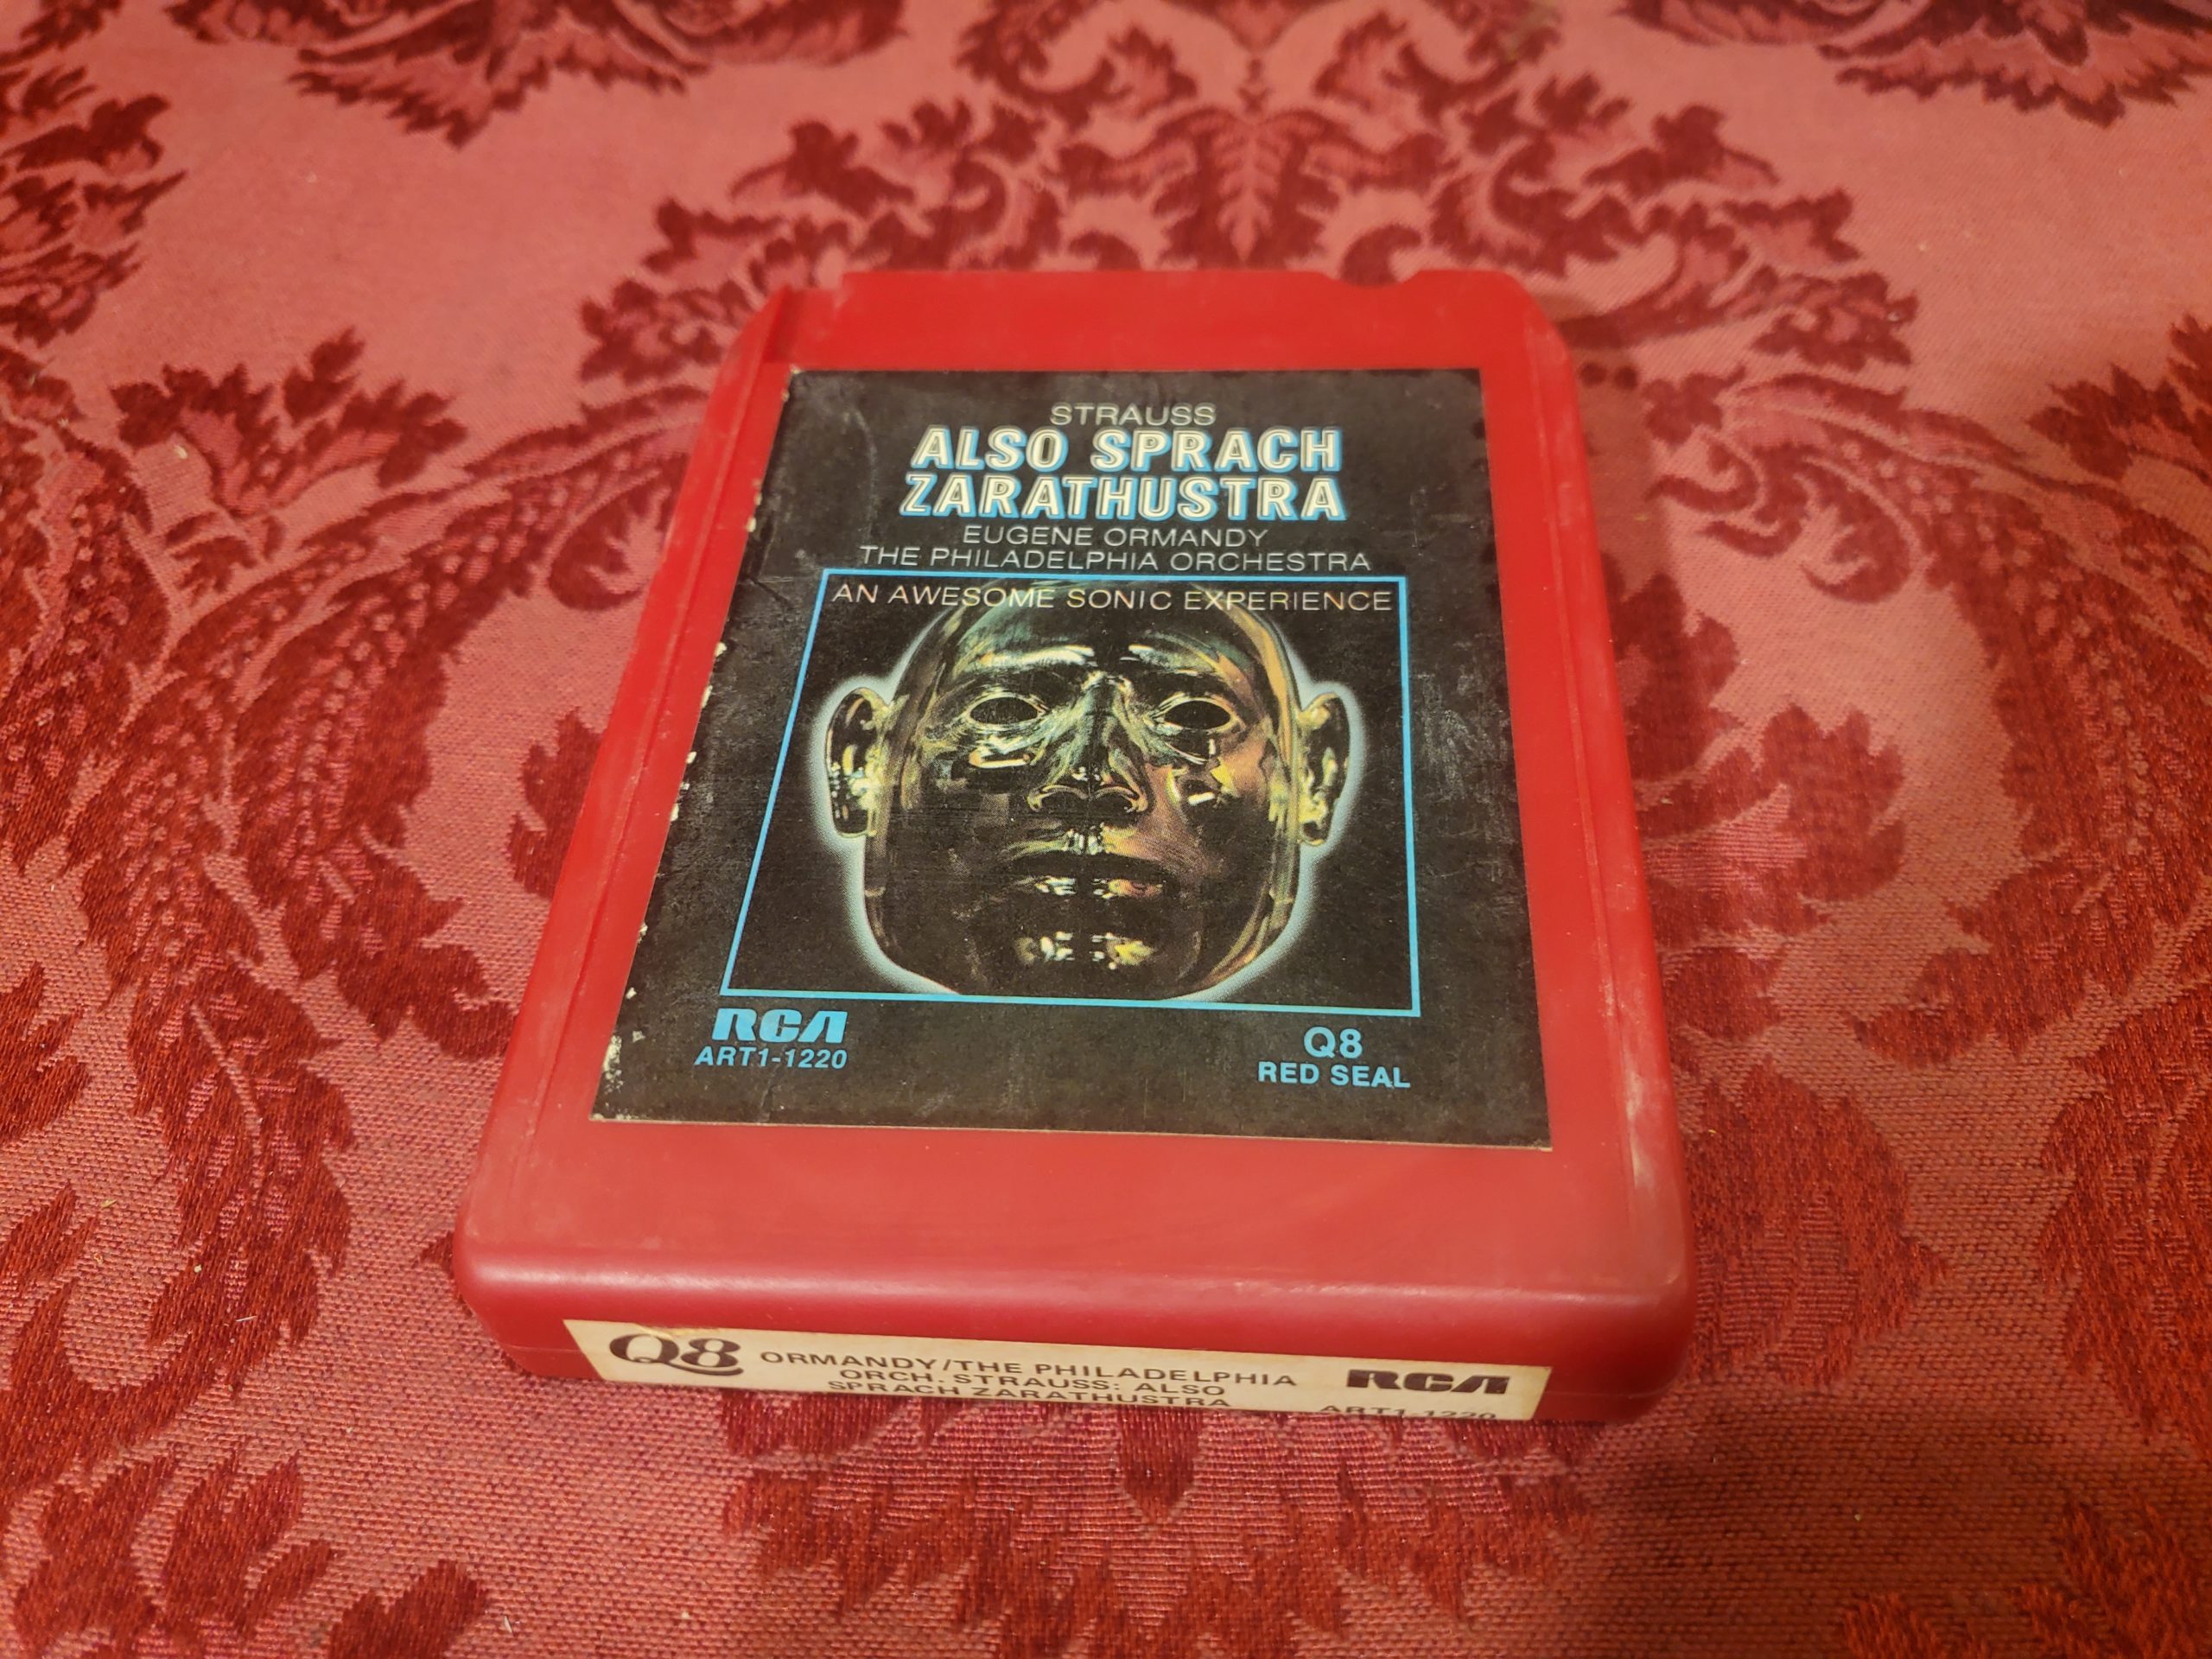 STRAUSS
ALSO SPRACH
ZARATHUSTRA
EUGENE ORMANDY
THE PHILADELPHIA ORCHESTRA
AN AWESOME SONIC EXPERIENCE
RCA
ART1-1220
Q8
RED SEAL
Q8
ORMANDY/THE PHILADELPHIA
ORCH. STRAUSS: ALSO
SPRACH ZARATHUSTRA
RCA
ART1-1220